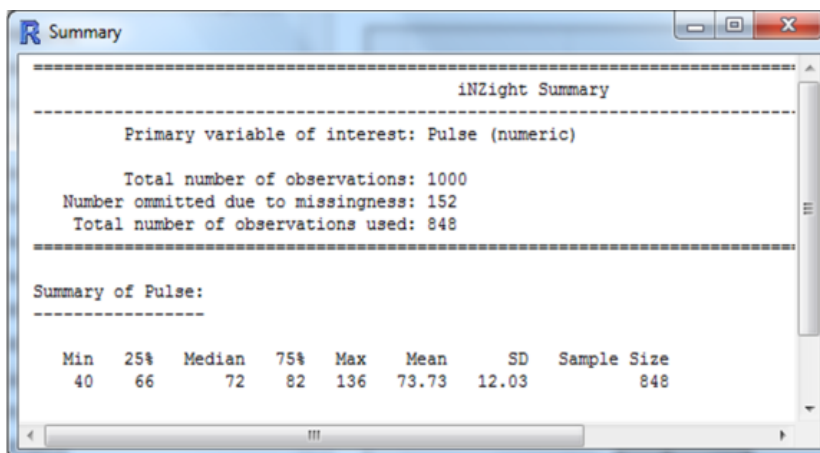 Summary
iNZight Summary
Primary variable of interest: Pulse (numeric)
Total number of observations: 1000
Number ommitted due to missingness: 152
Total number of observations used: 848
Summary of Pulse:
Min 25% Median 75% Max Mean SD Sample Size
40 66 72 82 136 73.73 12.03 848